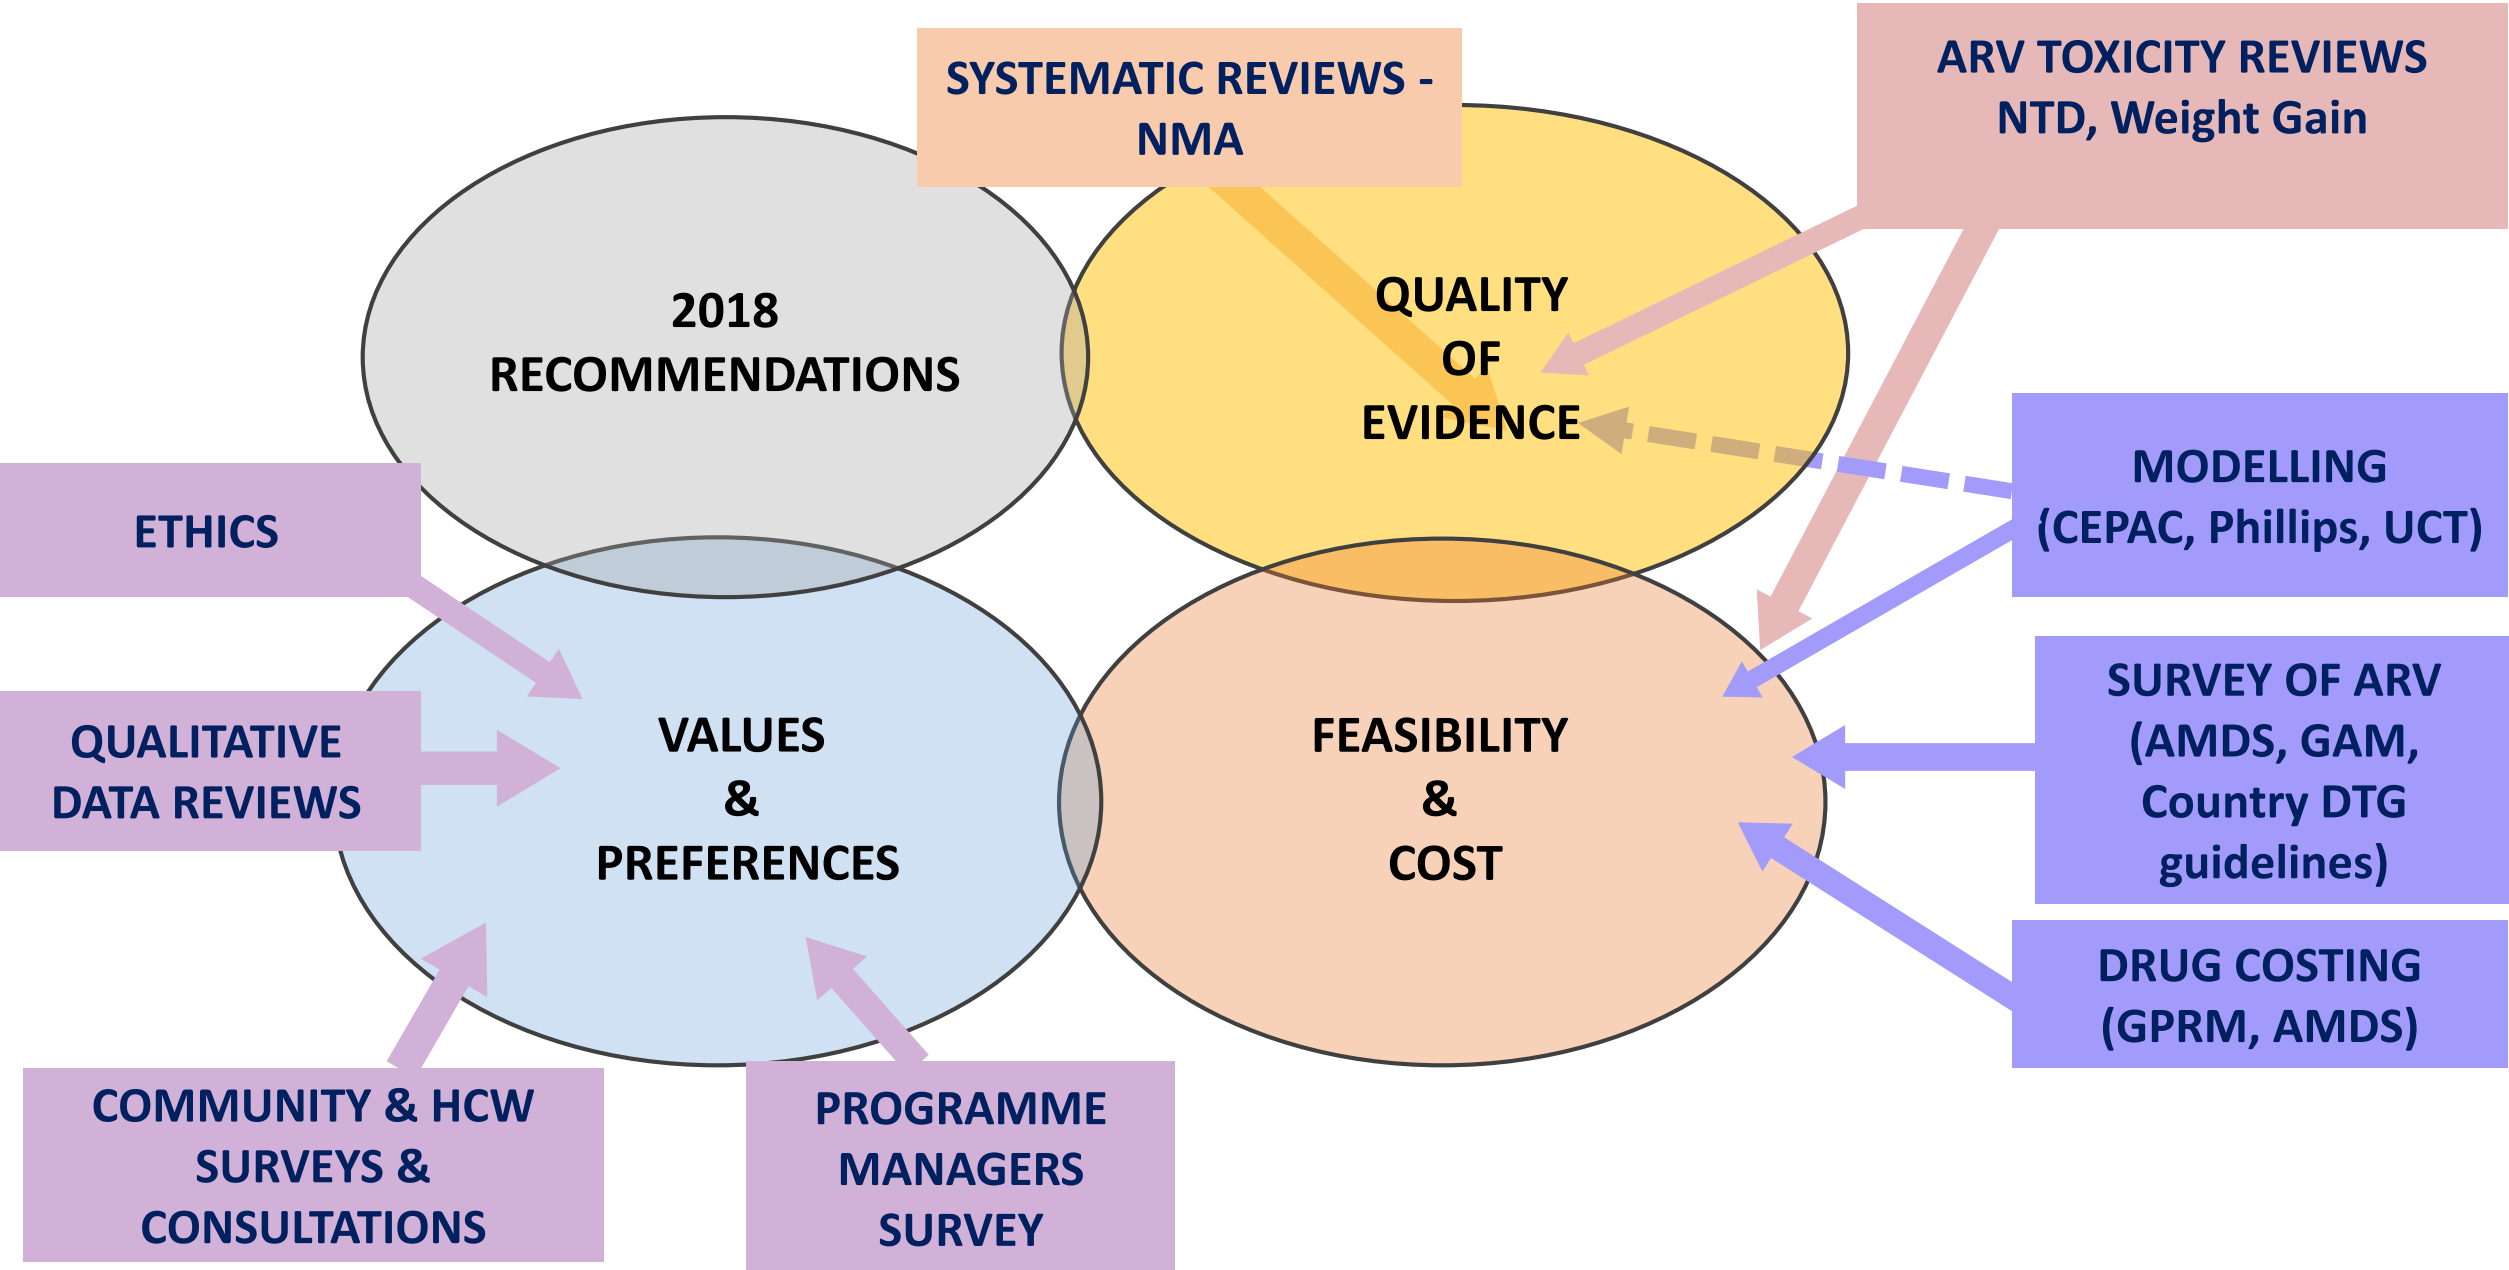 SYSTEMATIC REVIEWS -
NMA
ARV TOXICITY REVIEWS
NTD, Weight Gain
2018
RECOMMENDATIONS
QUALITY
OF
EVIDENCE
ETHICS
MODELLING
(CEPAC, Phillips, UCT)
QUALITATIVE
DATA REVIEWS
VALUES
&
PREFERENCES
FEASIBILITY
&
COST
SURVEY OF ARV
(AMDS, GAM,
Country DTG
guidelines)
DRUG COSTING
(GPRM, AMDS)
COMMUNITY & HCW
SURVEYS &
CONSULTATIONS
PROGRAMME
MANAGERS
SURVEY